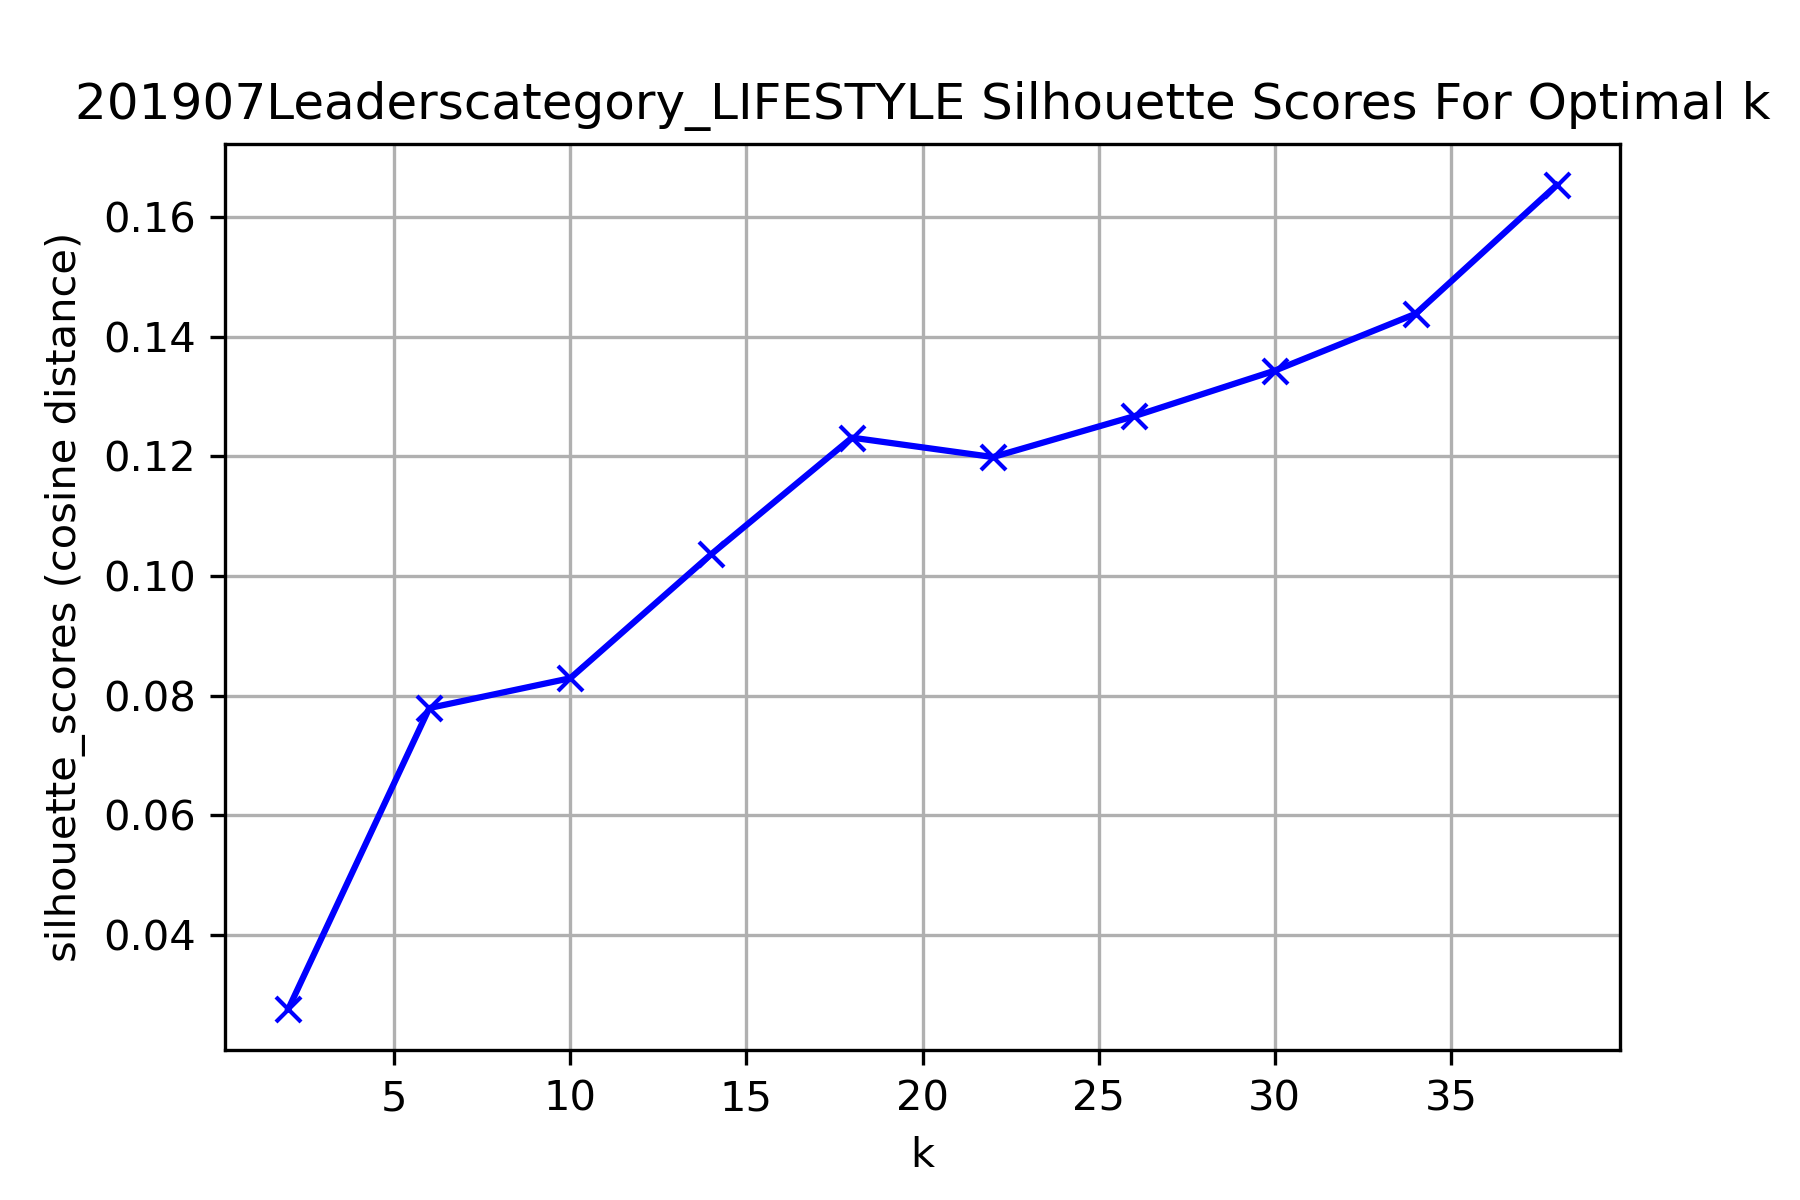 201907Leaderscategory_LIFESTYLE Silhouette Scores For Optimal k
silhouette_scores (cosine distance)
0.16
0.14
0.12
0.10
0.08
0.06
0.04
5 10 15 20 25 30 35
k